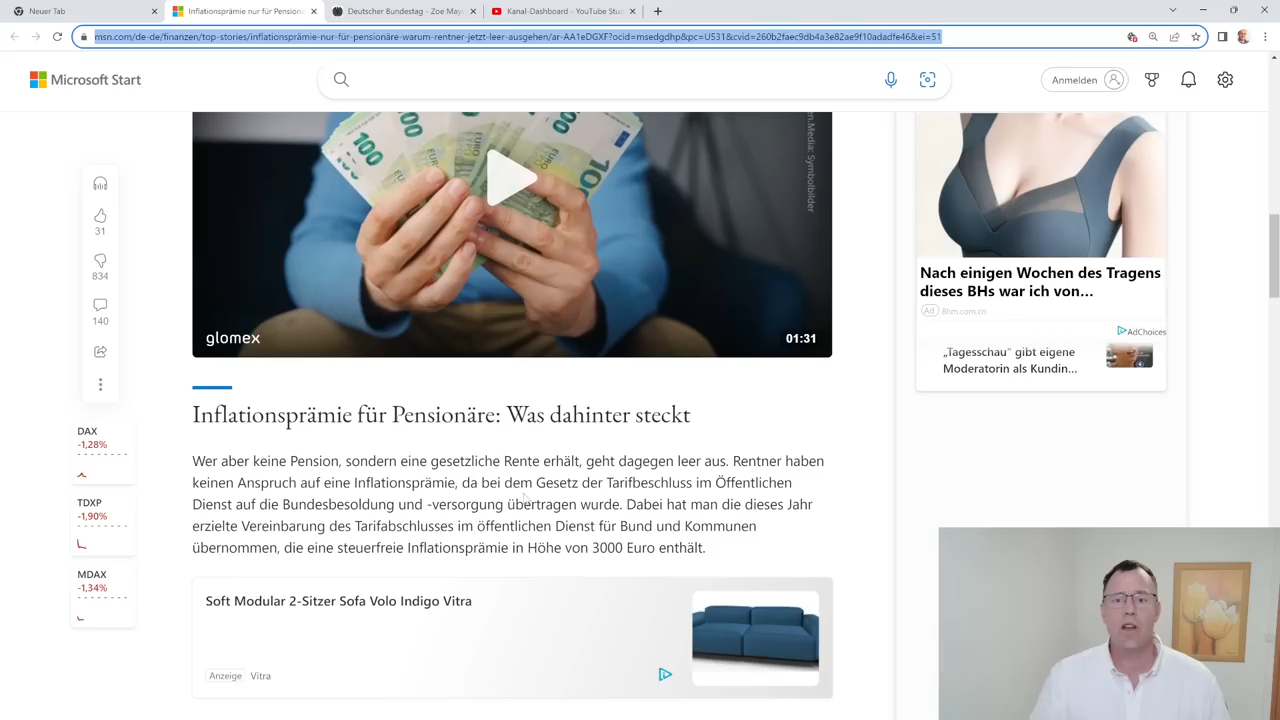 Neuer Tab
Inflationsprämie nur für Pension
Deutscher Bundestag - Zoe May
Kanal-Dashboard - YouTube Stu
msn.com/de-de/finanzen/top-stories/inflationsprämie-nur-für-pensionäre-warum-rentner-jetzt-leer-ausgehen/ar-AA1eDGXF?ocid=msedgdhp&pc=U531&cvid=260b2faec9db4a3e82ae9f10adadfe46&ei=51
Microsoft Start
Anmelden
100
EURO
100
en.Media: Symbolbilder
glomex
01:31
31
834
140
DAX
-1,28%
TDXP
-1,90%
MDAX
-1,34%
Inflationsprämie für Pensionäre: Was dahinter steckt
Wer aber keine Pension, sondern eine gesetzliche Rente erhält, geht dagegen leer aus. Rentner haben
keinen Anspruch auf eine Inflationsprämie, da bei dem Gesetz der Tarifbeschluss im Öffentlichen
Dienst auf die Bundesbesoldung und -versorgung übertragen wurde. Dabei hat man die dieses Jahr
erzielte Vereinbarung des Tarifabschlusses im öffentlichen Dienst für Bund und Kommunen
übernommen, die eine steuerfreie Inflationsprämie in Höhe von 3000 Euro enthält.
Soft Modular 2-Sitzer Sofa Volo Indigo Vitra
Anzeige Vitra
Nach einigen Wochen des Tragens
dieses BHs war ich von...
Ad Bhm.com.cn
AdChoices
„Tagesschau" gibt eigene
Moderatorin als Kundin...